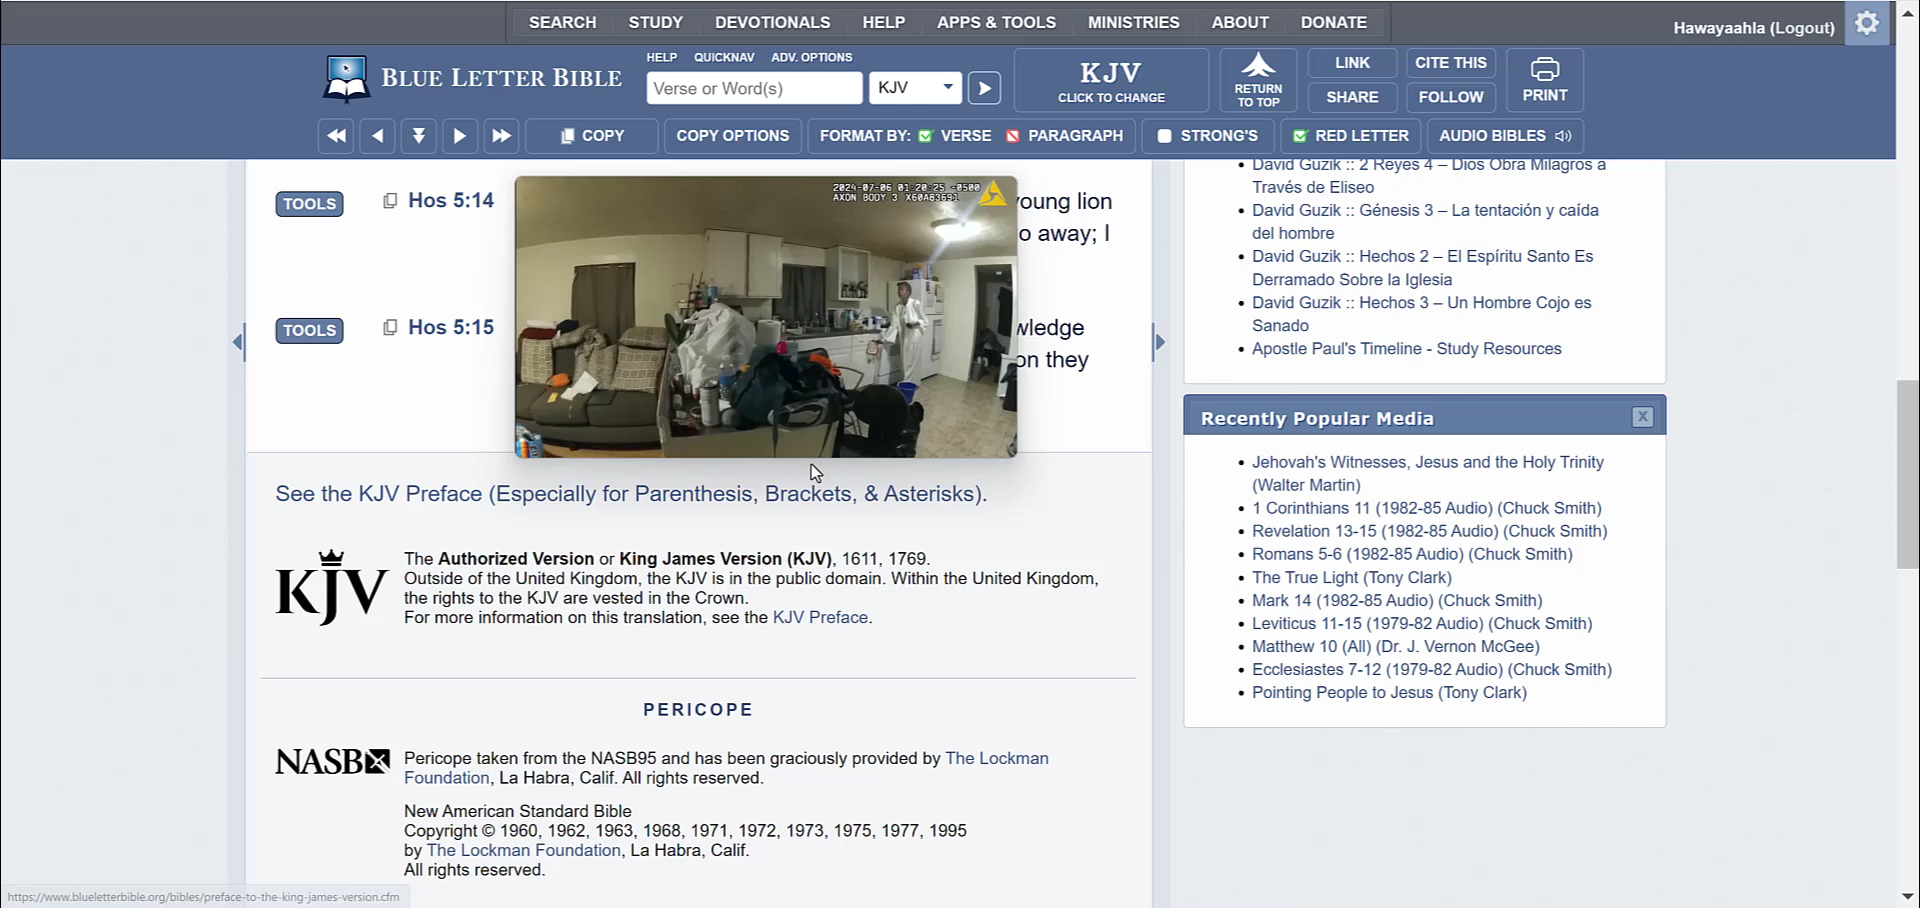 SEARCH STUDY DEVOTIONALS HELP APPS & TOOLS MINISTRIES ABOUT DONATE
Hawayaahla (Logout)
BLUE LETTER BIBLE
HELP QUICKNAV ADV. OPTIONS
Verse or Word(s)
KJV
KJV
CLICK TO CHANGE
RETURN
TO TOP
LINK
CITE THIS
SHARE
FOLLOW
PRINT
COPY
COPY OPTIONS
FORMAT BY: VERSE PARAGRAPH
STRONG'S
RED LETTER
AUDIO BIBLES
TOOLS
Hos 5:14
young lion
o away; I
TOOLS
Hos 5:15
wledge
on they
2024-07-06 01:20:25 -0500
AXON BODY 3 X60A83691
See the KJV Preface (Especially for Parenthesis, Brackets, & Asterisks).
KJV
The Authorized Version or King James Version (KJV), 1611, 1769.
Outside of the United Kingdom, the KJV is in the public domain. Within the United Kingdom,
the rights to the KJV are vested in the Crown.
For more information on this translation, see the KJV Preface.
PERICOPE
NASB
Pericope taken from the NASB95 and has been graciously provided by The Lockman
Foundation, La Habra, Calif. All rights reserved.
New American Standard Bible
Copyright © 1960, 1962, 1963, 1968, 1971, 1972, 1973, 1975, 1977, 1995
by The Lockman Foundation, La Habra, Calif.
All rights reserved.
David Guzik :: 2 Reyes 4 – Dios Obra Milagros a
Través de Eliseo
David Guzik :: Génesis 3 – La tentación y caída
del hombre
David Guzik :: Hechos 2 – El Espíritu Santo Es
Derramado Sobre la Iglesia
David Guzik :: Hechos 3 – Un Hombre Cojo es
Sanado
Apostle Paul's Timeline - Study Resources
Recently Popular Media
X
Jehovah's Witnesses, Jesus and the Holy Trinity
(Walter Martin)
1 Corinthians 11 (1982-85 Audio) (Chuck Smith)
Revelation 13-15 (1982-85 Audio) (Chuck Smith)
Romans 5-6 (1982-85 Audio) (Chuck Smith)
The True Light (Tony Clark)
Mark 14 (1982-85 Audio) (Chuck Smith)
Leviticus 11-15 (1979-82 Audio) (Chuck Smith)
Matthew 10 (All) (Dr. J. Vernon McGee)
Ecclesiastes 7-12 (1979-82 Audio) (Chuck Smith)
Pointing People to Jesus (Tony Clark)
https://www.blueletterbible.org/bibles/preface-to-the-king-james-version.cfm